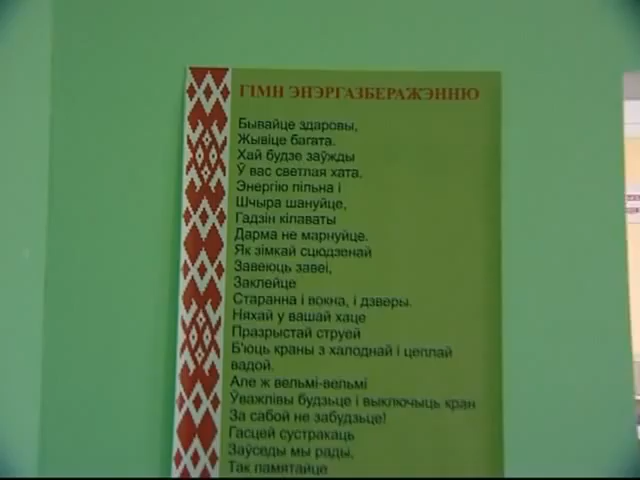 ГІМН ЭНЭРГАЗБЕРАЖЭННЮ
Бывайце здаровы,
Жывіце багата.
Хай будзе заўжды
Ў вас светлая хата.
Энергію пільна і
Шчыра шануйце,
Гадзін кілаваты
Дарма не марнуйце.
Як зімкай сцюдзенай
Завеюць завеі,
Заклейце
Старанна і вокна, і дзверы.
Няхай у вашай хаце
Празрыстай струёй
Б'юць краны з халоднай і цеплай
вадой.
Але ж вельмі-вельмі
Ўважлівы будзьце і выключыць кран
За сабой не забудзьце!
Гасцей сустракаць
Заўседы мы рады,
Так памятайце